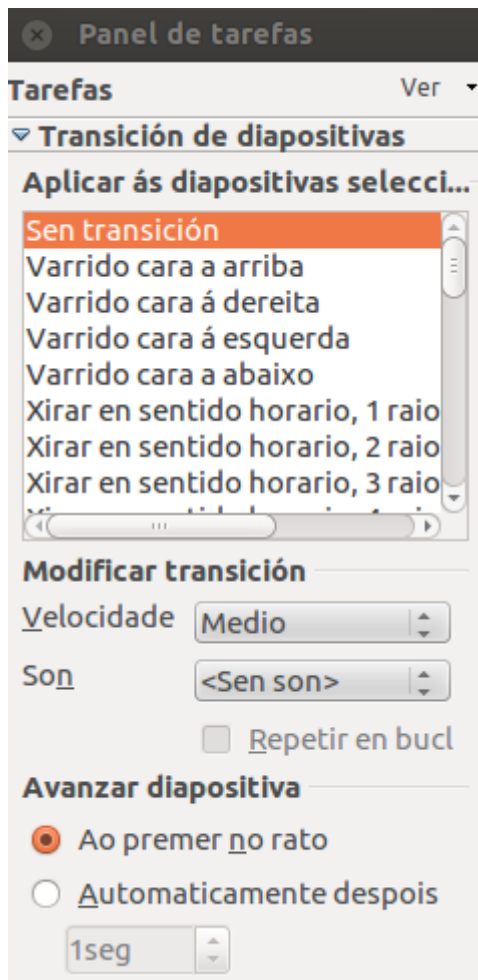 Panel de tarefas
Tarefas Ver
Transición de diapositivas
Aplicar ás diapositivas selecci...
Sen transición
Varrido cara a arriba
Varrido cara á dereita
Varrido cara á esquerda
Varrido cara a abaixo
Xirar en sentido horario, 1 raio
Xirar en sentido horario, 2 raio
Xirar en sentido horario, 3 raio
Modificar transición
Velocidade Medio
Son <Sen son>
Repetir en bucl
Avanzar diapositiva
Ao premer no rato
Automaticamente despois
1seg